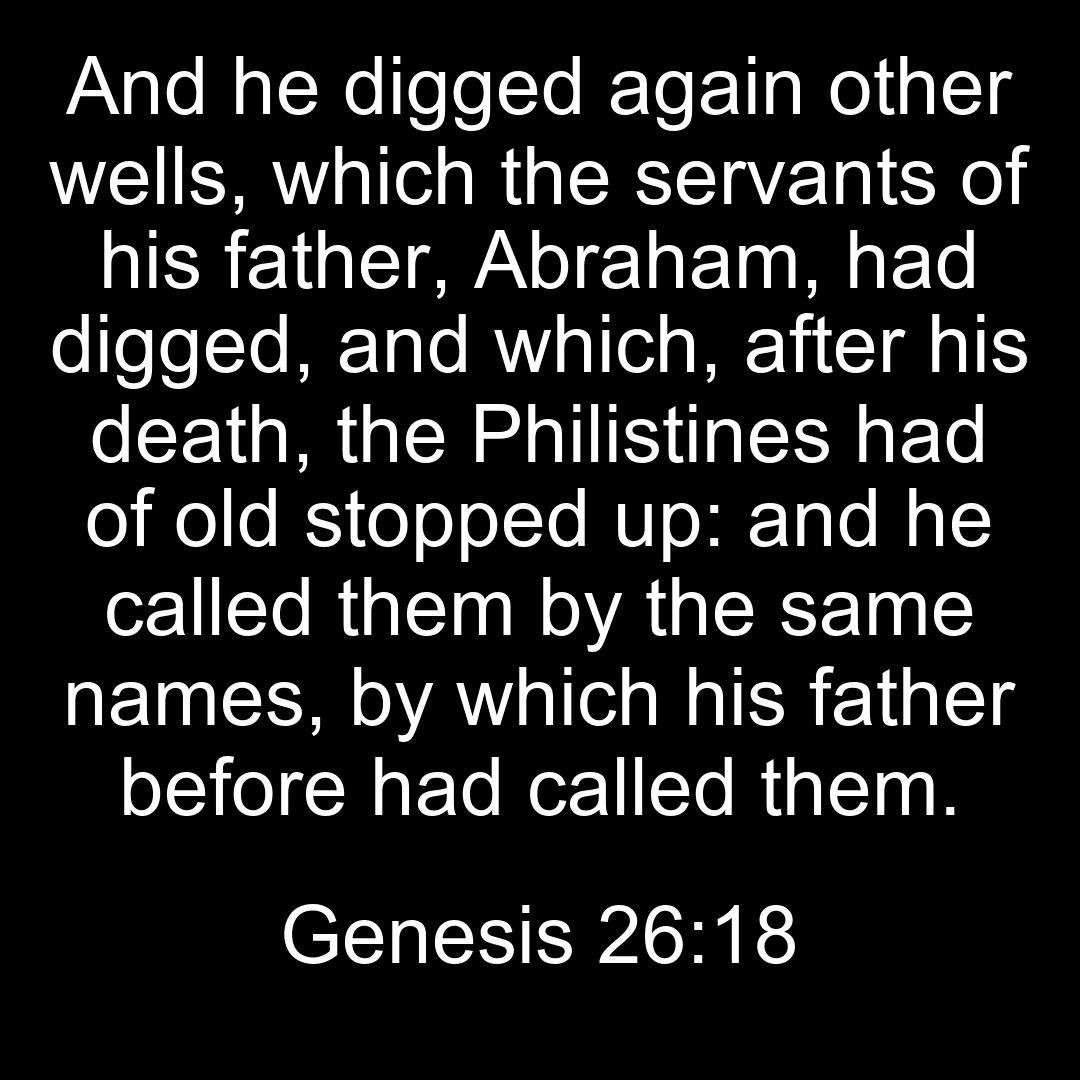 And he digged again other
wells, which the servants of
his father, Abraham, had
digged, and which, after his
death, the Philistines had
of old stopped up: and he
called them by the same
names, by which his father
before had called them.
Genesis 26:18